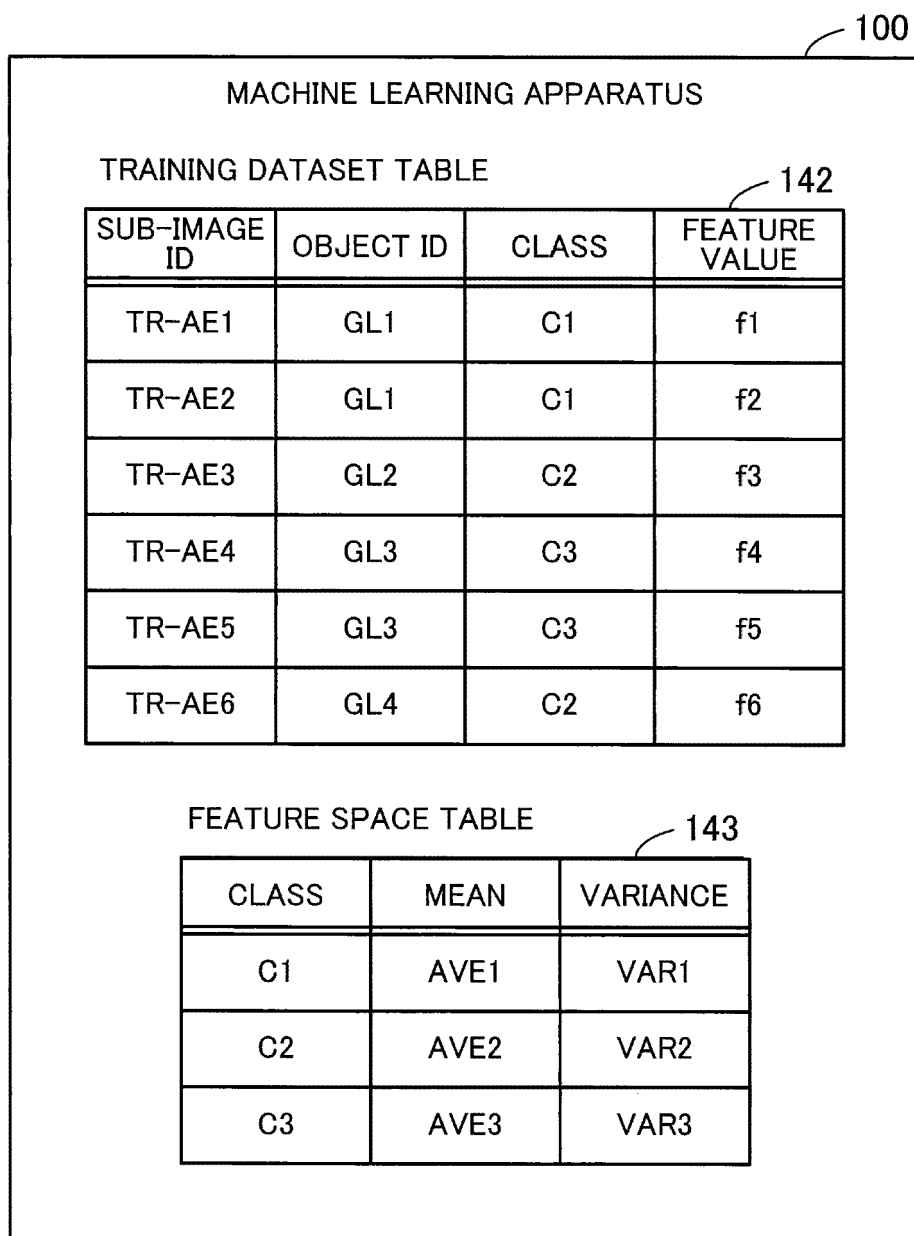 100
MACHINE LEARNING APPARATUS
TRAINING DATASET TABLE
142
SUB-IMAGE ID OBJECT ID CLASS FEATURE VALUE
TR-AE1 GL1 C1 f1
TR-AE2 GL1 C1 f2
TR-AE3 GL2 C2 f3
TR-AE4 GL3 C3 f4
TR-AE5 GL3 C3 f5
TR-AE6 GL4 C2 f6
FEATURE SPACE TABLE
143
CLASS MEAN VARIANCE
C1 AVE1 VAR1
C2 AVE2 VAR2
C3 AVE3 VAR3